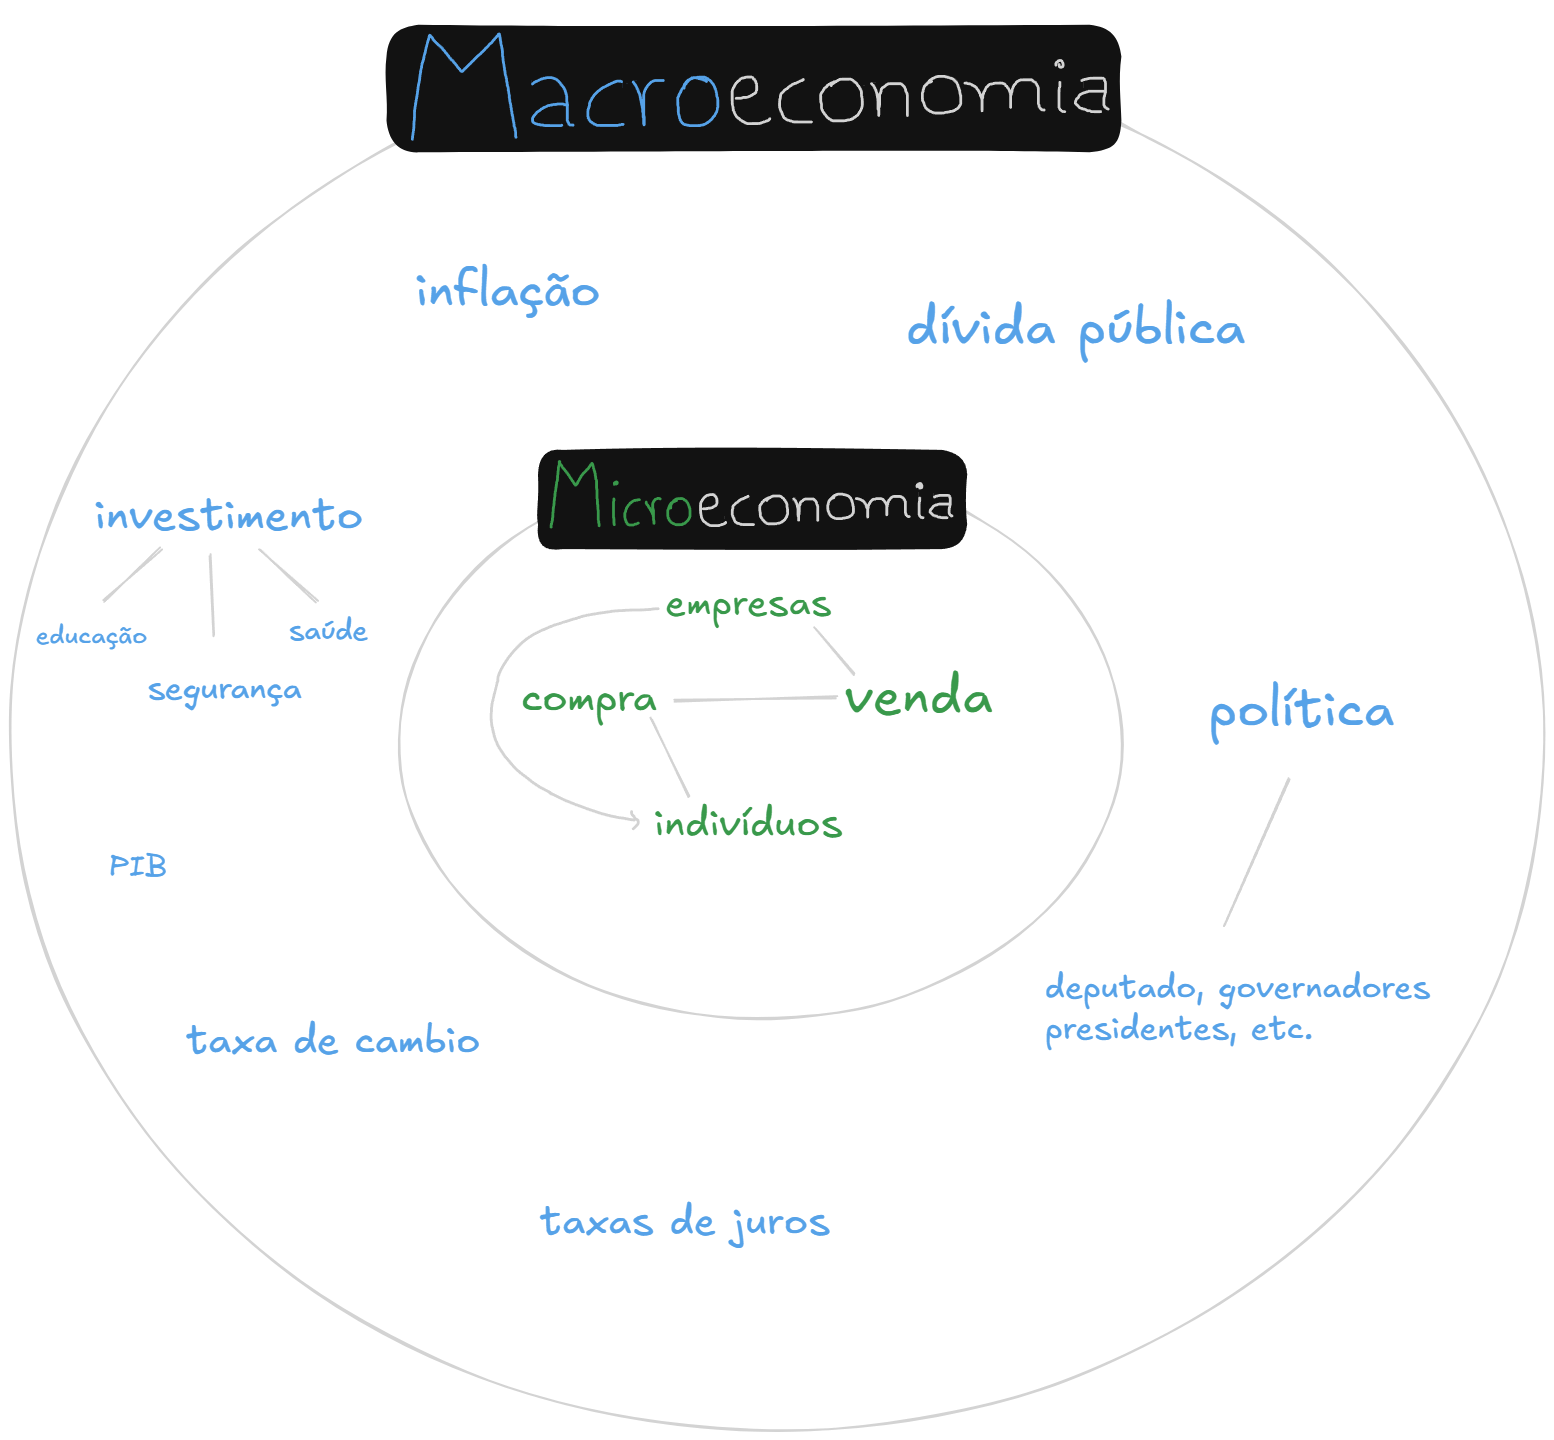 Macroeconomia
inflação
dívida pública
Microeconomia
investimento
educação
saúde
segurança
empresas
compra
venda
indivíduos
política
PIB
deputado, governadores
presidentes, etc.
taxa de cambio
taxas de juros